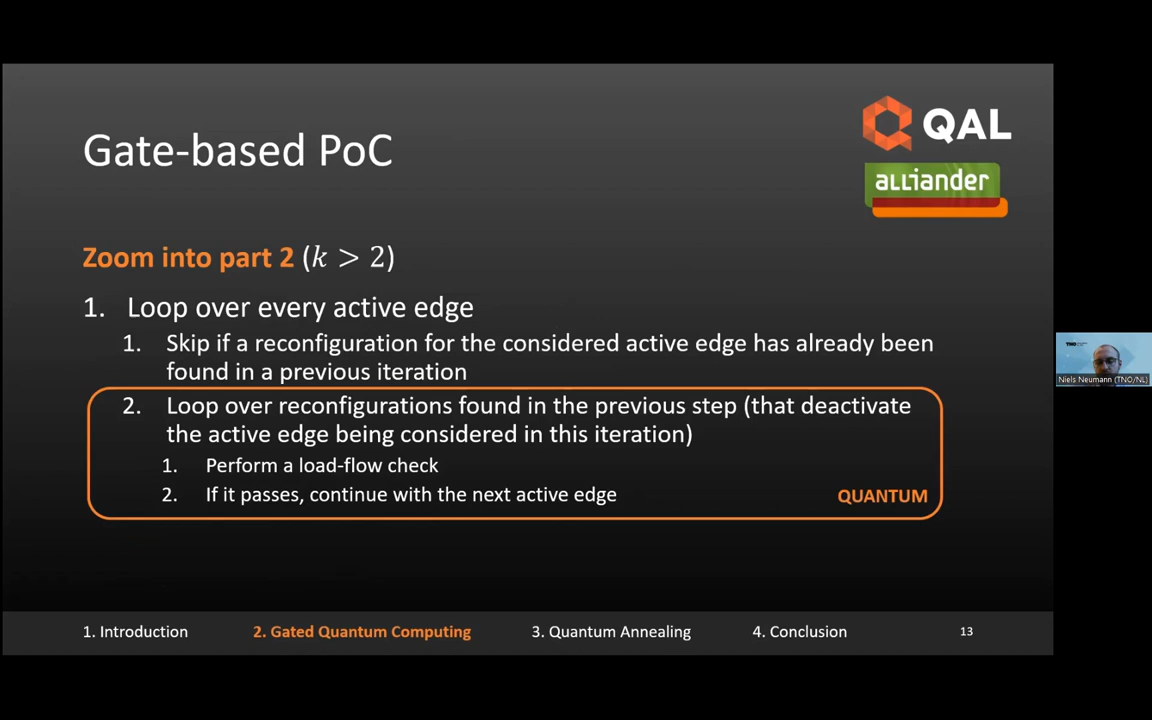 Gate-based PoC
QAL
alliander
Zoom into part 2 (k > 2)
1. Loop over every active edge
1. Skip if a reconfiguration for the considered active edge has already been
found in a previous iteration
2. Loop over reconfigurations found in the previous step (that deactivate
the active edge being considered in this iteration)
1. Perform a load-flow check
2. If it passes, continue with the next active edge
QUANTUM
TNO
Niels Neumann (TNO/NL)
1. Introduction
2. Gated Quantum Computing
3. Quantum Annealing
4. Conclusion
13